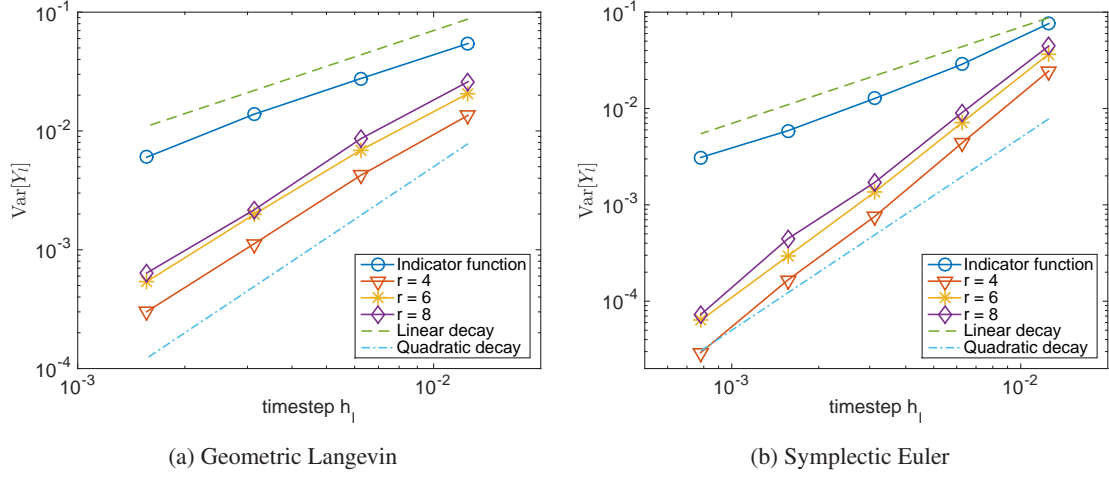 10^{-1}
10^{-2}
10^{-3}
10^{-4}
Var[Y_l]
Indicator function
r = 4
r = 6
r = 8
Linear decay
Quadratic decay
10^{-3}
10^{-2}
timestep h_l
(a) Geometric Langevin
10^{-1}
10^{-2}
10^{-3}
10^{-4}
Var[Y_l]
Indicator function
r = 4
r = 6
r = 8
Linear decay
Quadratic decay
10^{-3}
10^{-2}
timestep h_l
(b) Symplectic Euler